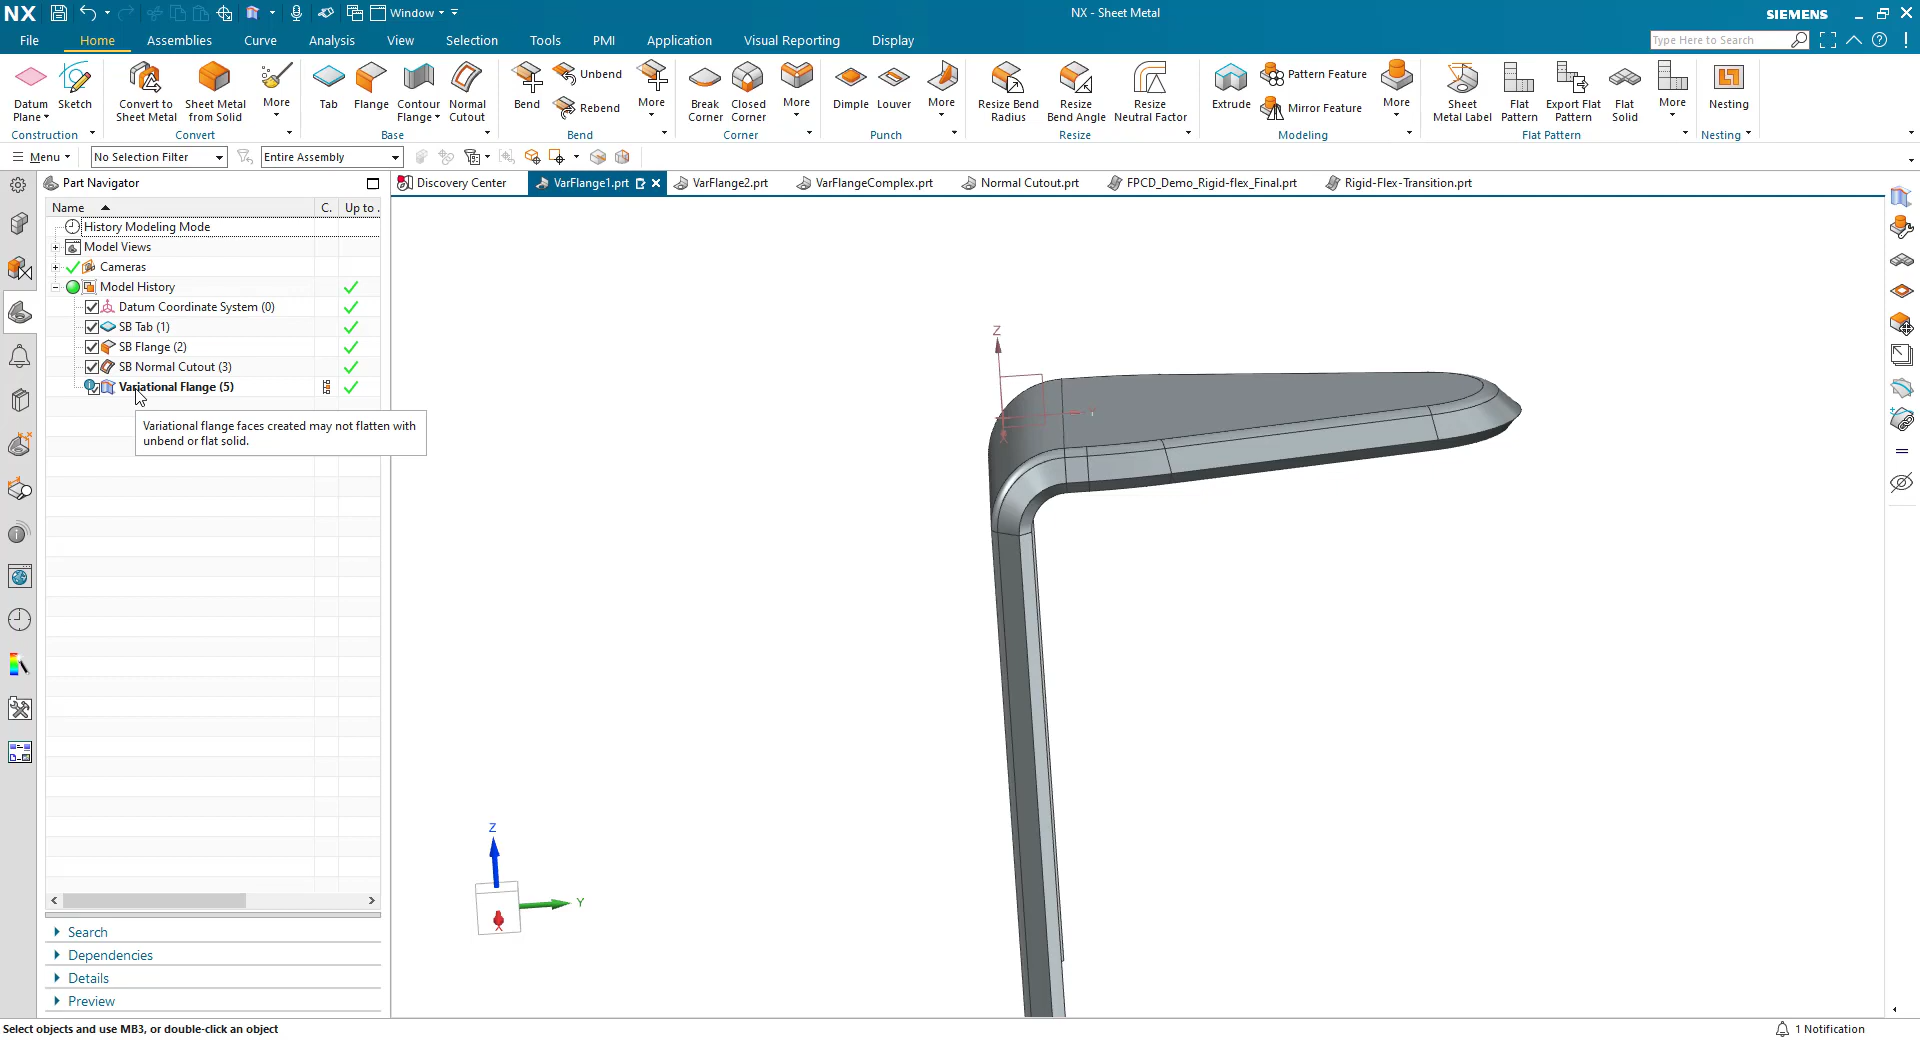 NX
Window
NX - Sheet Metal
SIEMENS
File
Home
Assemblies
Curve
Analysis
View
Selection
Tools
PMI
Application
Visual Reporting
Display
Type Here to Search
Datum Plane
Sketch
Construction
Convert to Sheet Metal
Sheet Metal from Solid
More
Convert
Tab
Flange
Contour Flange
Normal Cutout
Base
Bend
Unbend
Rebend
More
Bend
Break Corner
Closed Corner
More
Corner
Dimple
Louver
More
Punch
Resize Bend Radius
Resize Bend Angle
Resize Neutral Factor
Resize
Extrude
Pattern Feature
Mirror Feature
More
Modeling
Sheet Metal Label
Flat Pattern
Export Flat Pattern
Flat Solid
More
Flat Pattern
Nesting
Nesting
Menu
No Selection Filter
Entire Assembly
Part Navigator
Discovery Center
VarFlange1.prt
VarFlange2.prt
VarFlangeComplex.prt
Normal Cutout.prt
FPCD_Demo_Rigid-flex_Final.prt
Rigid-Flex-Transition.prt
Name
C.
Up to .
History Modeling Mode
Model Views
Cameras
Model History
Datum Coordinate System (0)
SB Tab (1)
SB Flange (2)
SB Normal Cutout (3)
Variational Flange (5)
Variational flange faces created may not flatten with
unbend or flat solid.
Z
X
Z
Y
X
Search
Dependencies
Details
Preview
Select objects and use MB3, or double-click an object
1 Notification